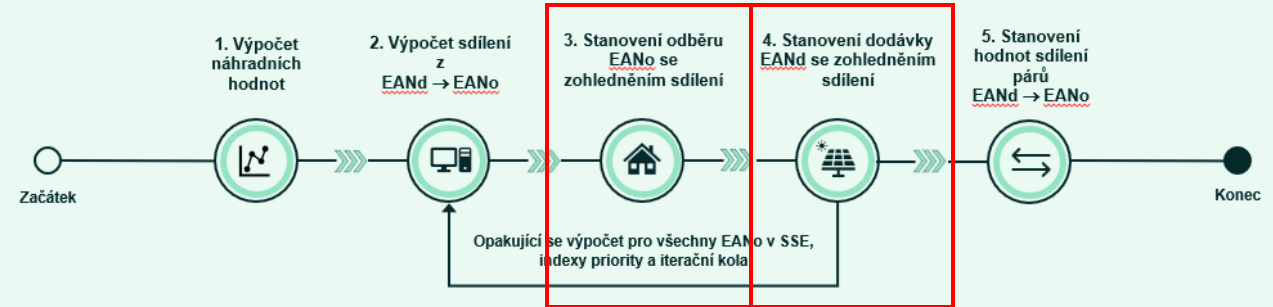 1. Výpočet
náhradních
hodnot
2. Výpočet sdílení
z
EANd → EANo
3. Stanovení odběru
EANo se
zohledněním sdílení
4. Stanovení dodávky
EANd se zohledněním
sdílení
5. Stanovení
hodnot sdílení
párů
EANd → EANo
Začátek
Konec
Opakující se výpočet pro všechny EANo v SSE,
indexy priority a iterační kola